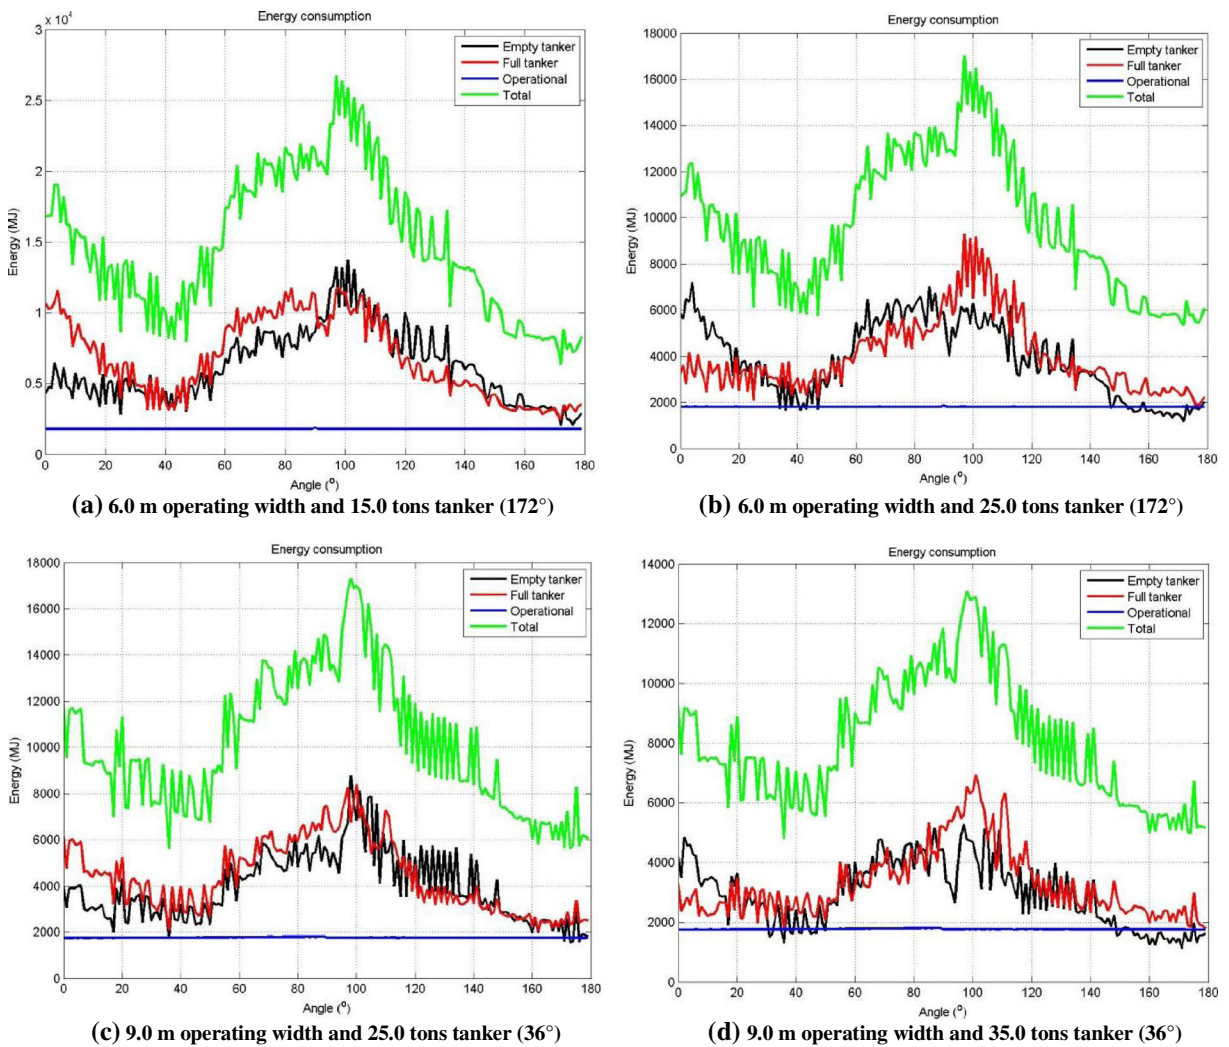 Energy consumption
x 10⁴
3
2.5
2
1.5
1
0.5
0
Energy (MJ)
0 20 40 60 80 100 120 140 160 180
Angle (°)
Empty tanker
Full tanker
Operational
Total
(a) 6.0 m operating width and 15.0 tons tanker (172°)
Energy consumption
18000
16000
14000
12000
10000
8000
6000
4000
2000
0
Energy (MJ)
0 20 40 60 80 100 120 140 160 180
Angle (°)
Empty tanker
Full tanker
Operational
Total
(b) 6.0 m operating width and 25.0 tons tanker (172°)
Energy consumption
18000
16000
14000
12000
10000
8000
6000
4000
2000
0
Energy (MJ)
0 20 40 60 80 100 120 140 160 180
Angle (°)
Empty tanker
Full tanker
Operational
Total
(c) 9.0 m operating width and 25.0 tons tanker (36°)
Energy consumption
14000
12000
10000
8000
6000
4000
2000
0
Energy (MJ)
0 20 40 60 80 100 120 140 160 180
Angle (°)
Empty tanker
Full tanker
Operational
Total
(d) 9.0 m operating width and 35.0 tons tanker (36°)